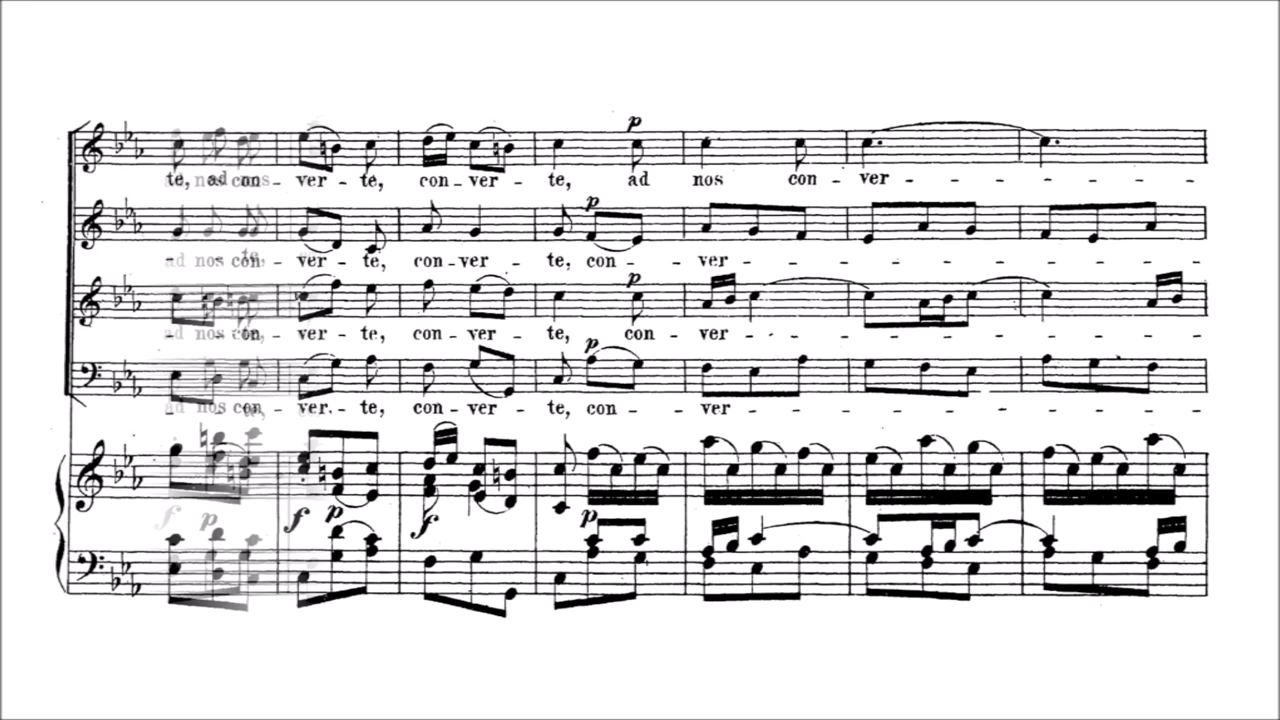 p
te, ad con - ver - te, con - ver - te, ad nos con - ver - - - - - - - -
p
ad nos con - ver - te, con - ver - te, con - - - ver - - - - - - - - - -
p
ad nos con - ver - te, con - ver - te, con - ver - - - - - - - - - -
p
ad nos con - ver - te, con - ver - te, con - - - ver - - - - - - - - - -
f p f p f p